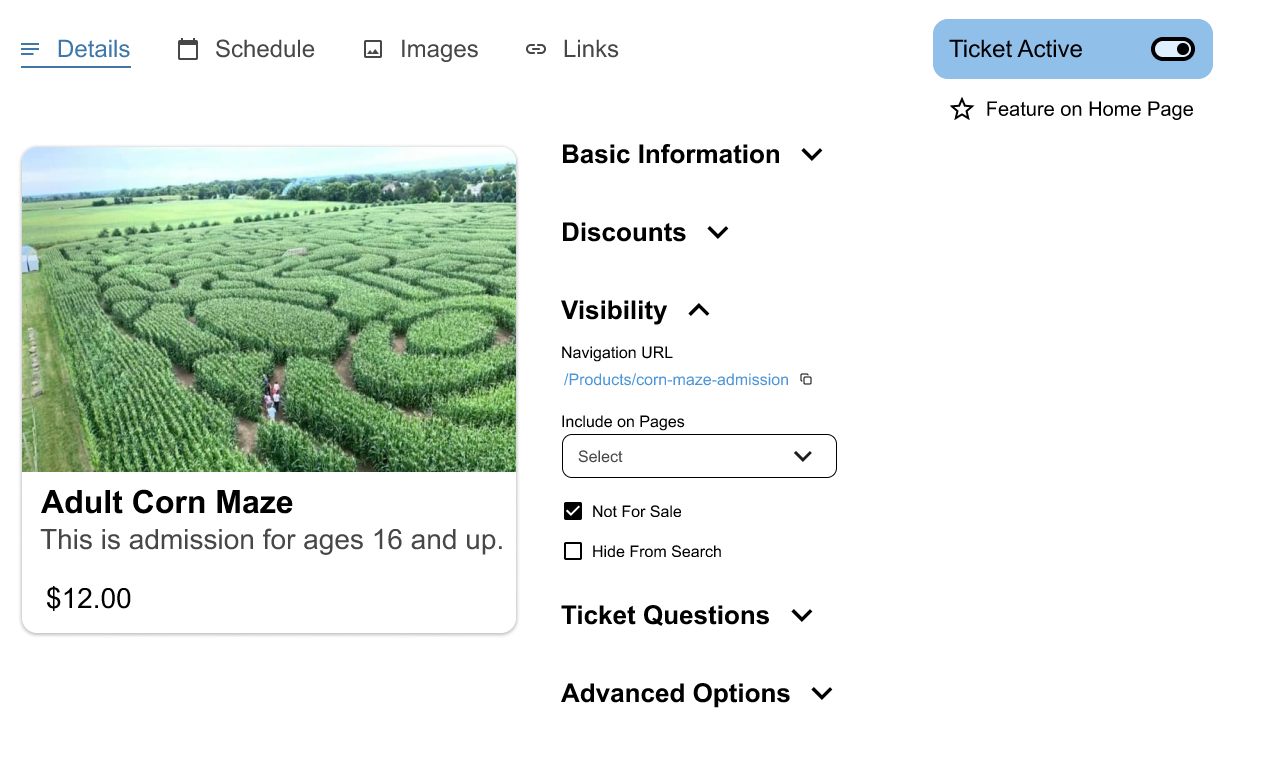 Details
Schedule
Images
Links
Ticket Active
Feature on Home Page
Adult Corn Maze
This is admission for ages 16 and up.
$12.00
Basic Information
Discounts
Visibility
Navigation URL
/Products/corn-maze-admission
Include on Pages
Select
Not For Sale
Hide From Search
Ticket Questions
Advanced Options